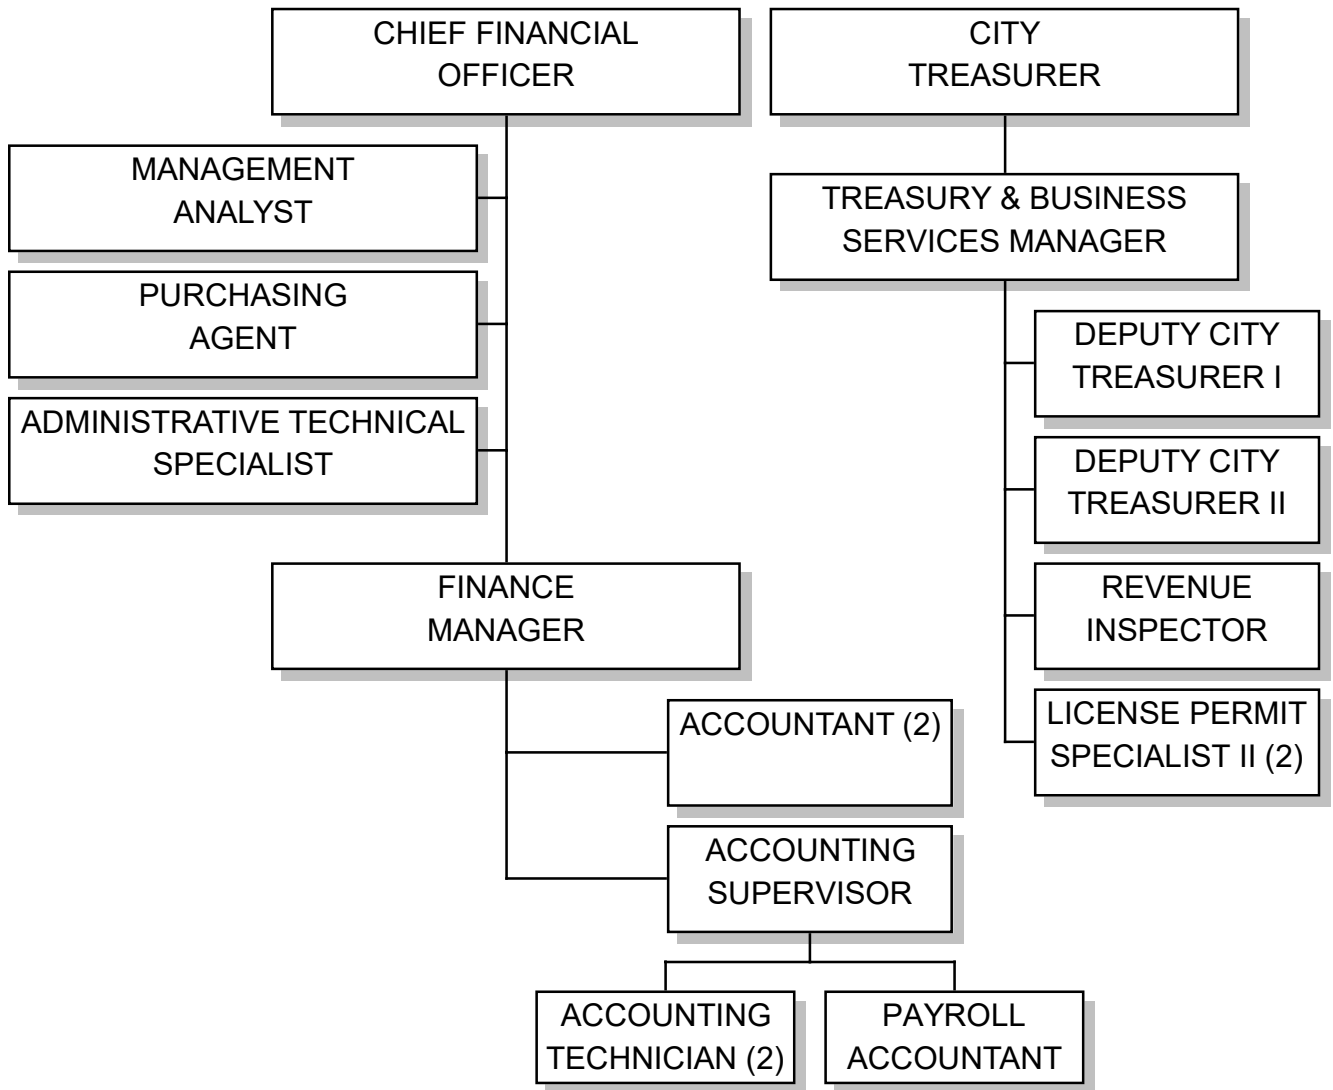 CHIEF FINANCIAL
OFFICER
CITY
TREASURER
MANAGEMENT
ANALYST
TREASURY & BUSINESS
SERVICES MANAGER
PURCHASING
AGENT
DEPUTY CITY
TREASURER I
ADMINISTRATIVE TECHNICAL
SPECIALIST
DEPUTY CITY
TREASURER II
FINANCE
MANAGER
REVENUE
INSPECTOR
ACCOUNTANT (2)
LICENSE PERMIT
SPECIALIST II (2)
ACCOUNTING
SUPERVISOR
ACCOUNTING
TECHNICIAN (2)
PAYROLL
ACCOUNTANT